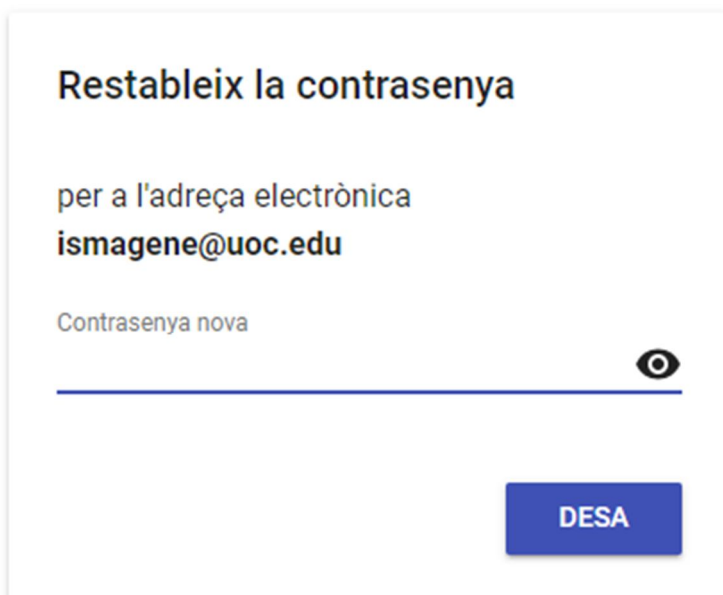 Restableix la contrasenya
per a l'adreça electrònica
ismagene@uoc.edu
Contrasenya nova
DESA